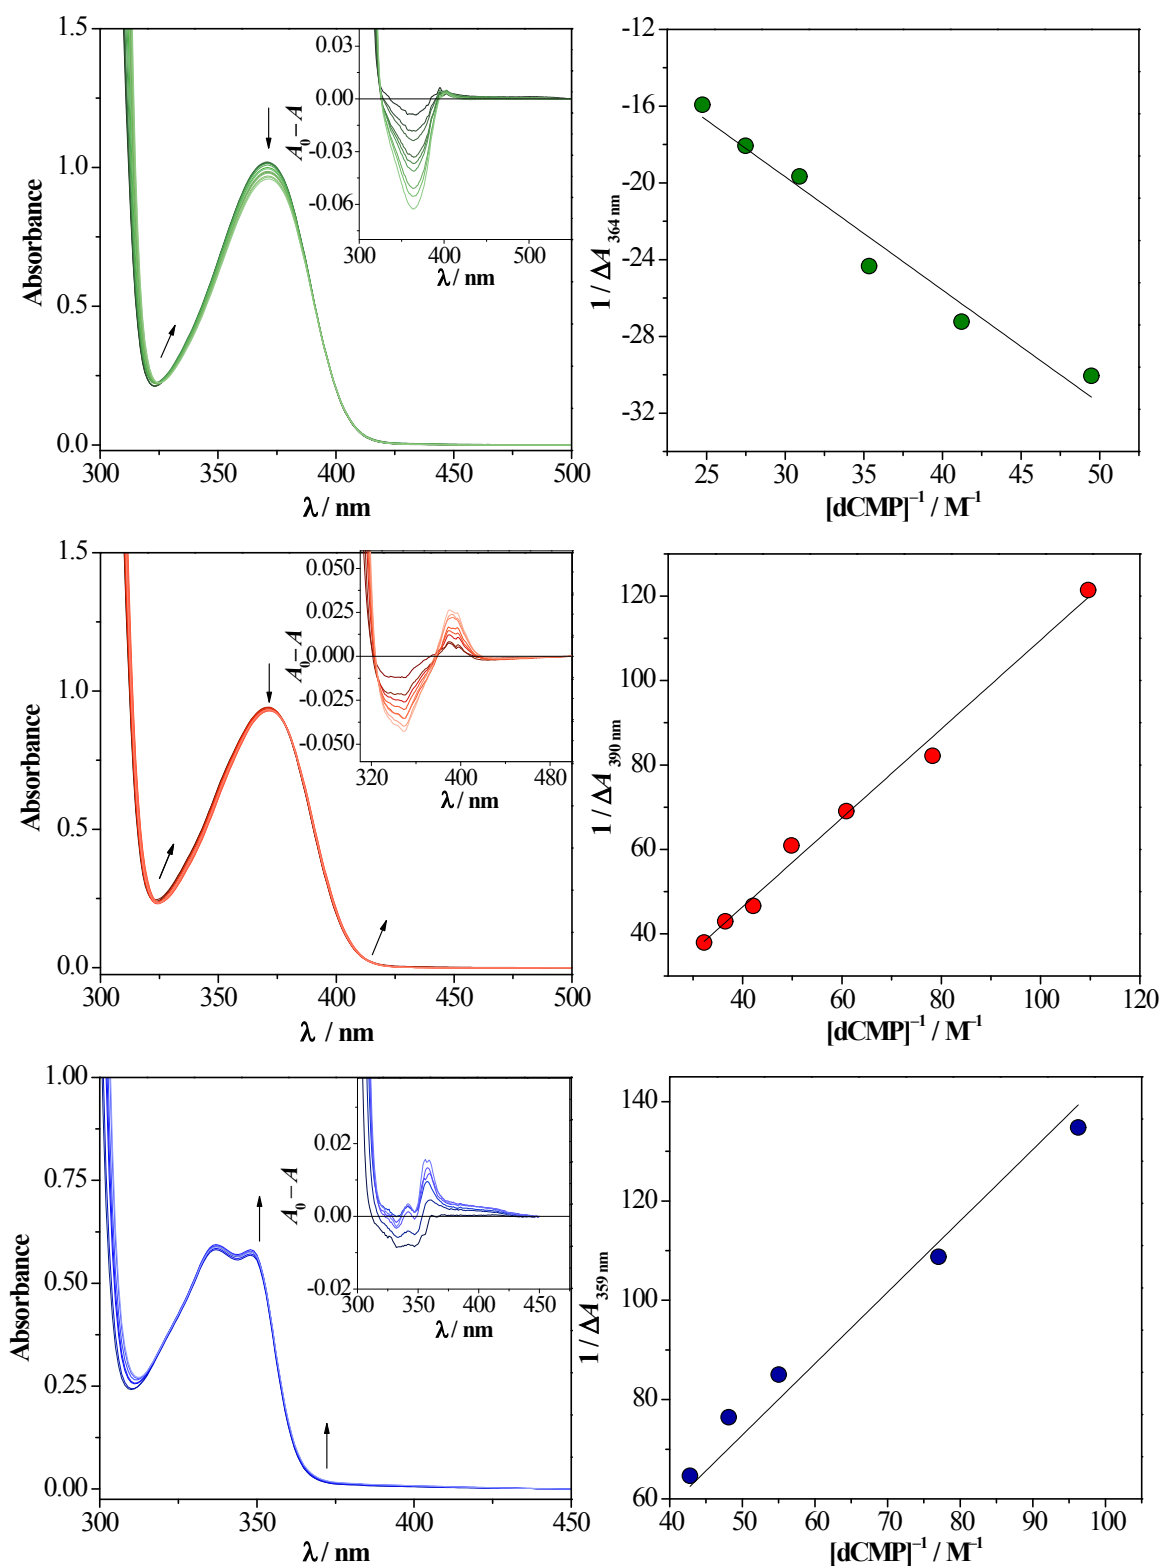 1.5
1.0
0.5
0.0
Absorbance
300 350 400 450 500
λ / nm
0.03
0.00
-0.03
-0.06
A₀ − A
300 400 500
λ / nm
-12
-16
-20
-24
-28
-32
1 / ΔA 364 nm
25 30 35 40 45 50
[dCMP]⁻¹ / M⁻¹
1.5
1.0
0.5
0.0
Absorbance
300 350 400 450 500
λ / nm
0.050
0.025
0.000
-0.025
-0.050
A₀ − A
320 400 480
λ / nm
120
100
80
60
40
1 / ΔA 390 nm
40 60 80 100 120
[dCMP]⁻¹ / M⁻¹
1.00
0.75
0.50
0.25
0.00
Absorbance
300 350 400 450
λ / nm
0.02
0.00
-0.02
A₀ − A
300 350 400 450
λ / nm
140
120
100
80
60
1 / ΔA 359 nm
40 50 60 70 80 90 100
[dCMP]⁻¹ / M⁻¹